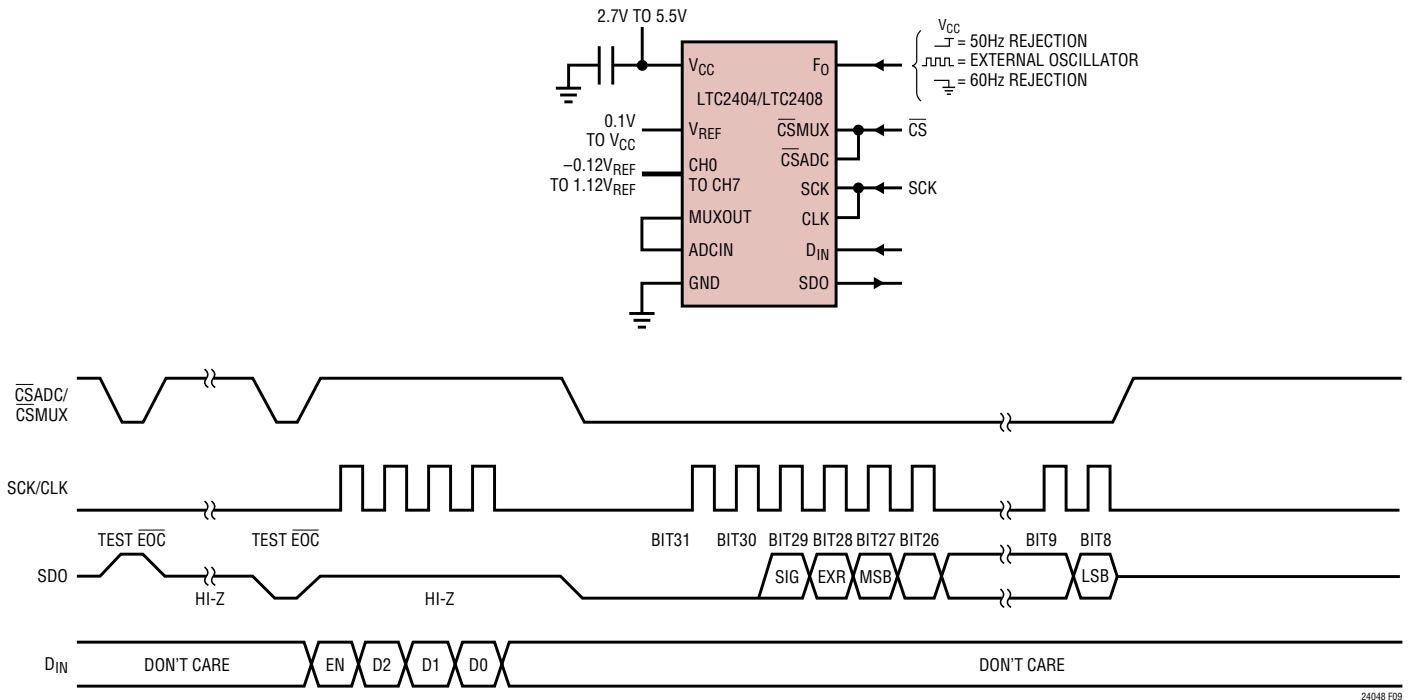 2.7V TO 5.5V
VCC
= 50Hz REJECTION
= EXTERNAL OSCILLATOR
= 60Hz REJECTION
VCC
FO
LTC2404/LTC2408
0.1V
TO VCC
VREF
CSMUX
CS
CSADC
–0.12VREF
TO 1.12VREF
CH0
TO CH7
SCK
SCK
MUXOUT
CLK
ADCIN
DIN
GND
SDO
CSADC/
CSMUX
SCK/CLK
TEST EOC
TEST EOC
BIT31
BIT30
BIT29
BIT28
BIT27
BIT26
BIT9
BIT8
SDO
SIG
EXR
MSB
LSB
HI-Z
HI-Z
DIN
DON'T CARE
EN
D2
D1
D0
DON'T CARE
24048 F09